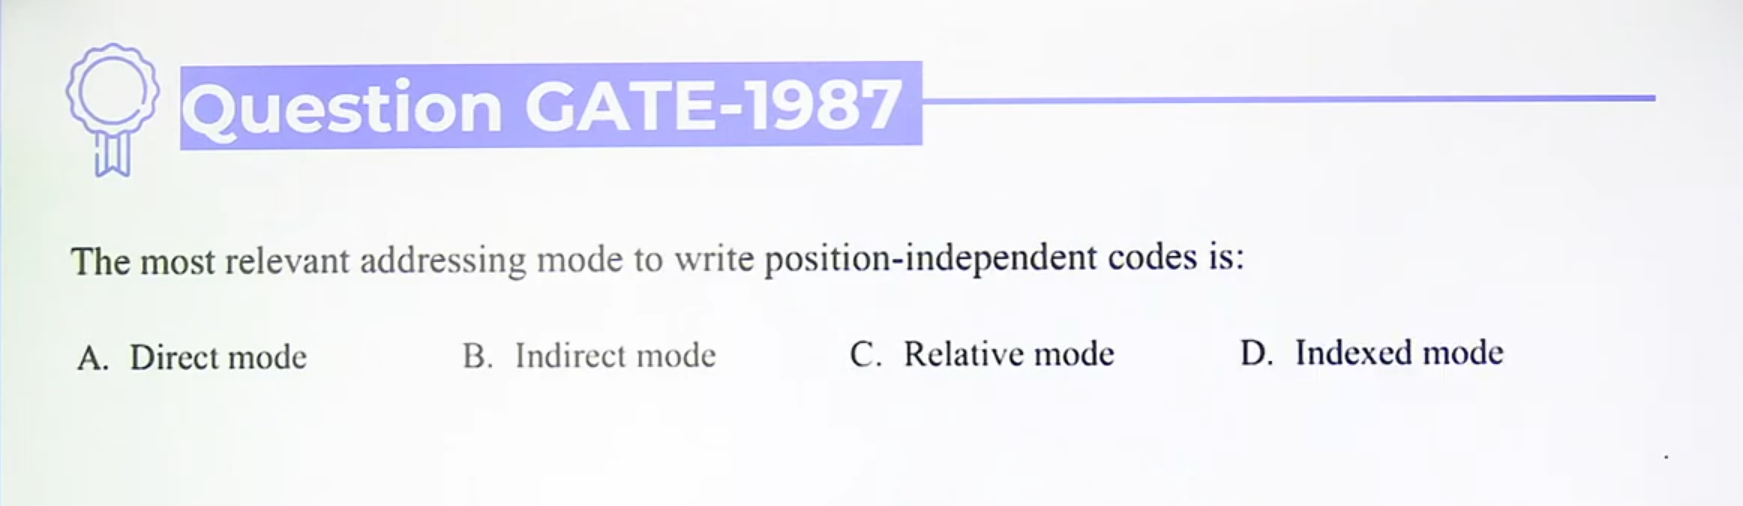 Question GATE-1987
The most relevant addressing mode to write position-independent codes is:
A. Direct mode B. Indirect mode C. Relative mode D. Indexed mode